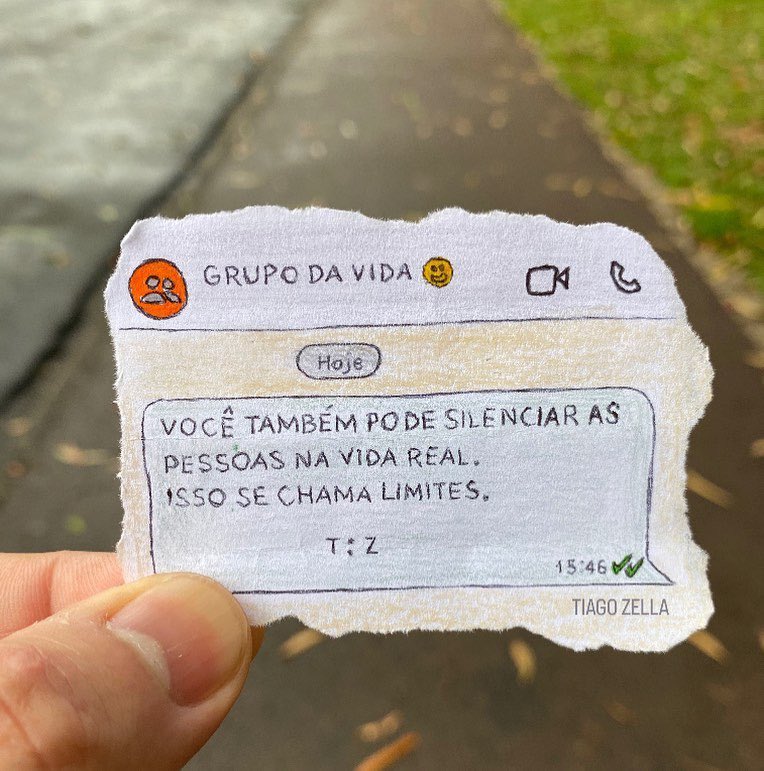 GRUPO DA VIDA
Hoje
VOCÊ TAMBÉM PODE SILENCIAR AS
PESSOAS NA VIDA REAL.
ISSO SE CHAMA LIMITES.
T:Z
15:46
TIAGO ZELLA